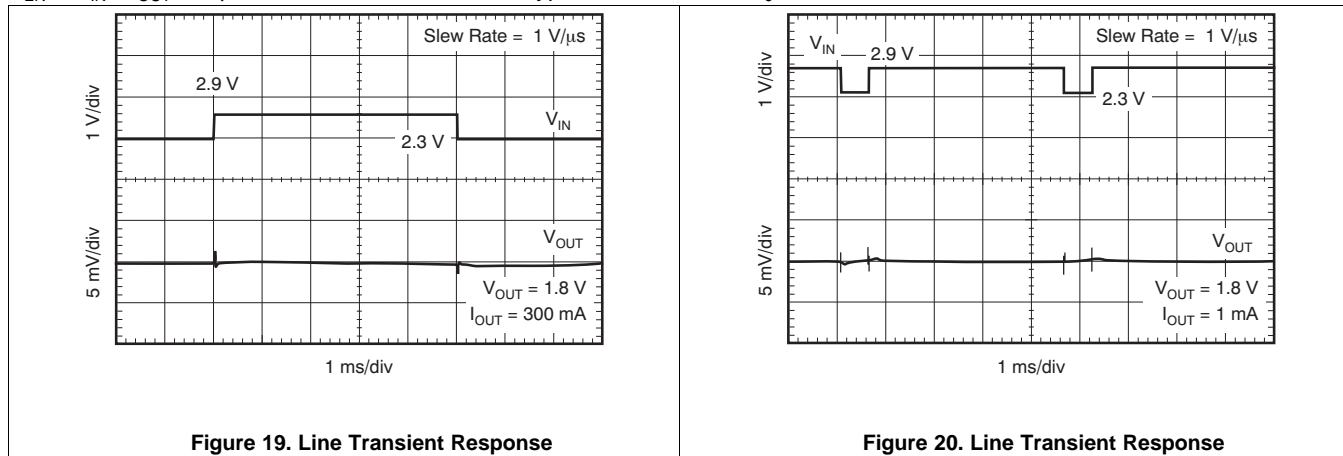 Slew Rate = 1 V/μs
2.9 V
V_IN
2.3 V
1 V/div
V_OUT
5 mV/div
V_OUT = 1.8 V
I_OUT = 300 mA
1 ms/div
Figure 19. Line Transient Response
Slew Rate = 1 V/μs
V_IN
2.9 V
1 V/div
2.3 V
V_OUT
5 mV/div
V_OUT = 1.8 V
I_OUT = 1 mA
1 ms/div
Figure 20. Line Transient Response